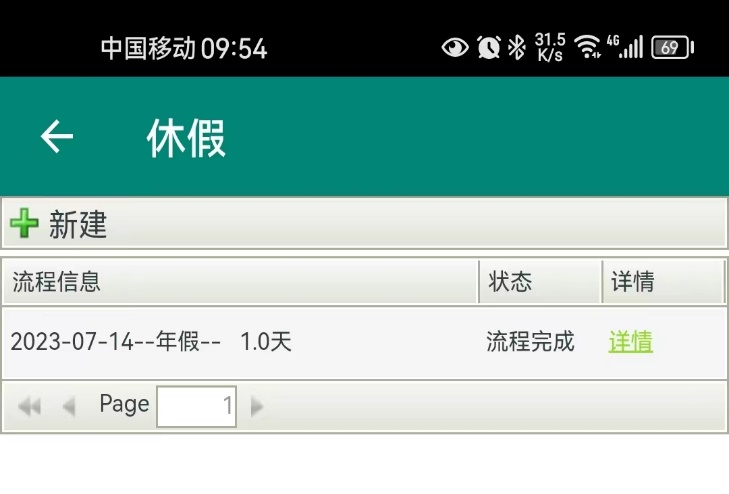 中国移动 09:54 31.5 K/s 4G 69
休假
新建
流程信息 状态 详情
2023-07-14--年假-- 1.0天 流程完成 详情
Page 1